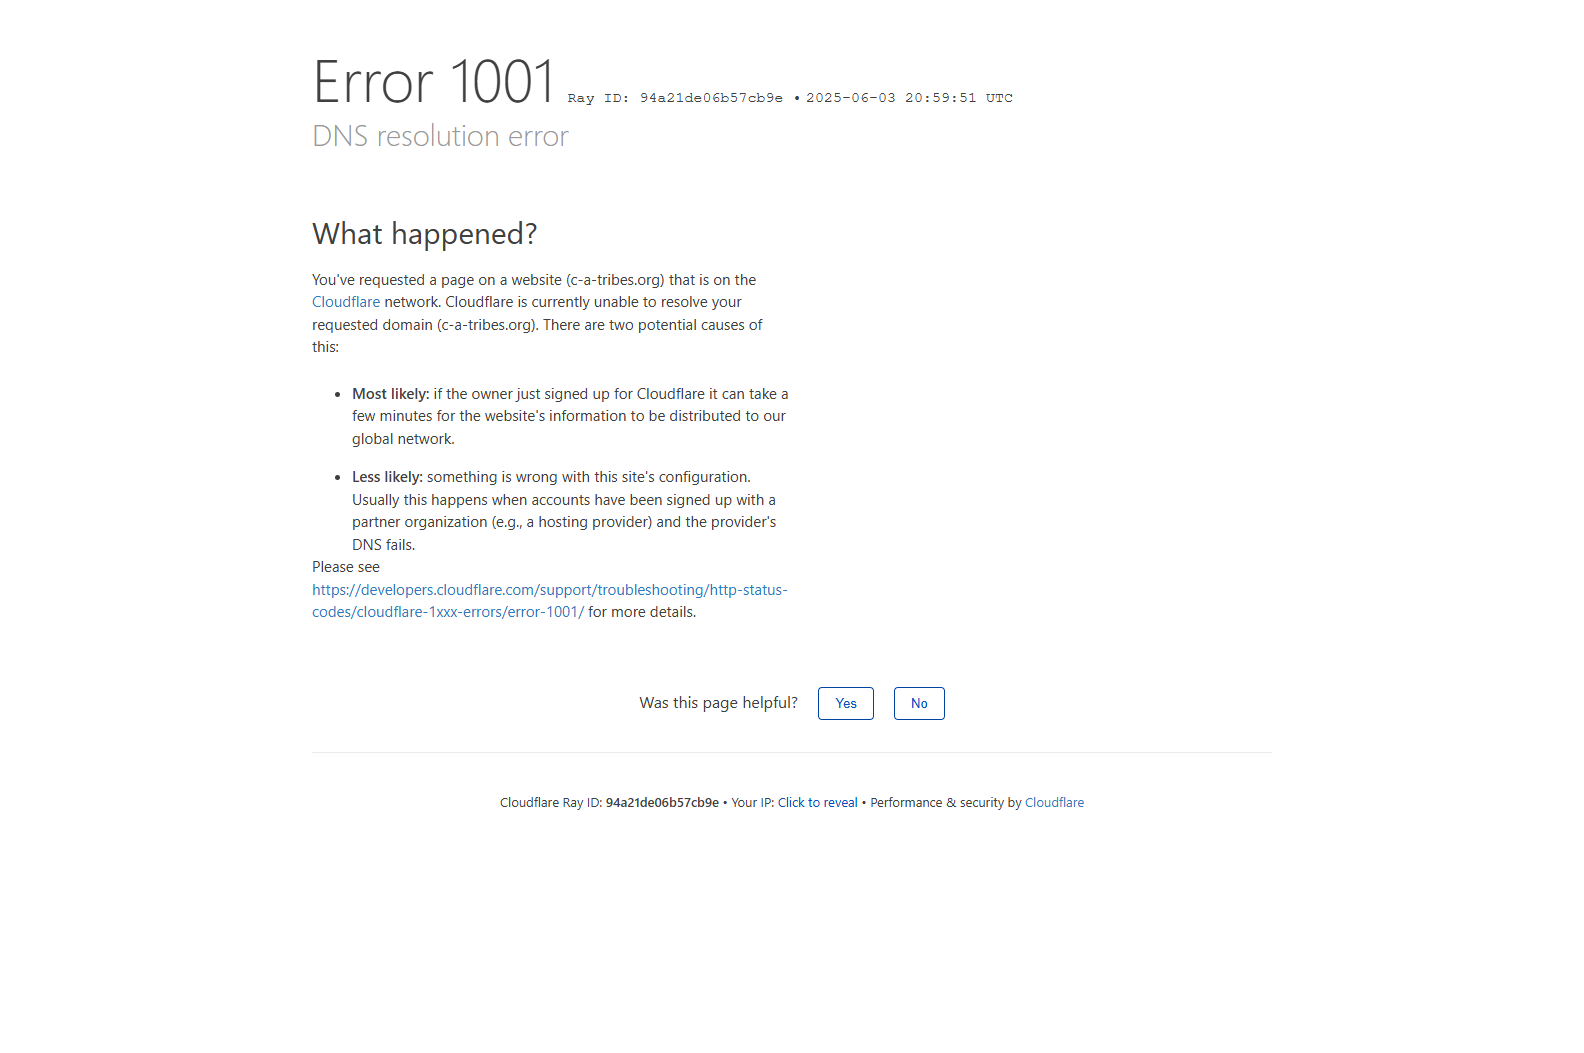 Error 1001 Ray ID: 94a21de06b57cb9e • 2025-06-03 20:59:51 UTC
DNS resolution error
What happened?
You've requested a page on a website (c-a-tribes.org) that is on the
Cloudflare network. Cloudflare is currently unable to resolve your
requested domain (c-a-tribes.org). There are two potential causes of
this:
• Most likely: if the owner just signed up for Cloudflare it can take a
few minutes for the website's information to be distributed to our
global network.
• Less likely: something is wrong with this site's configuration.
Usually this happens when accounts have been signed up with a
partner organization (e.g., a hosting provider) and the provider's
DNS fails.
Please see
https://developers.cloudflare.com/support/troubleshooting/http-status-
codes/cloudflare-1xxx-errors/error-1001/ for more details.
Was this page helpful? Yes No
Cloudflare Ray ID: 94a21de06b57cb9e • Your IP: Click to reveal • Performance & security by Cloudflare